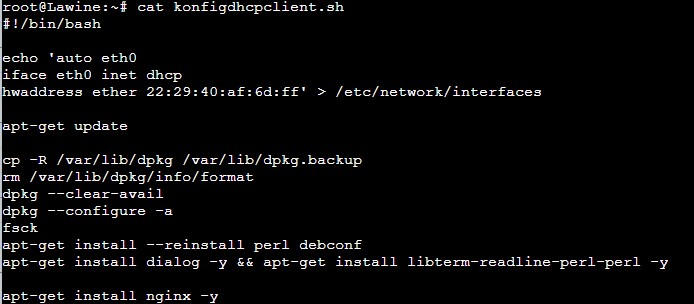 root@Lawine:~# cat konfigdhcpclient.sh
#!/bin/bash
echo 'auto eth0
iface eth0 inet dhcp
hwaddress ether 22:29:40:af:6d:ff' > /etc/network/interfaces
apt-get update
cp -R /var/lib/dpkg /var/lib/dpkg.backup
rm /var/lib/dpkg/info/format
dpkg --clear-avail
dpkg --configure -a
fsck
apt-get install --reinstall perl debconf
apt-get install dialog -y && apt-get install libterm-readline-perl-perl -y
apt-get install nginx -y